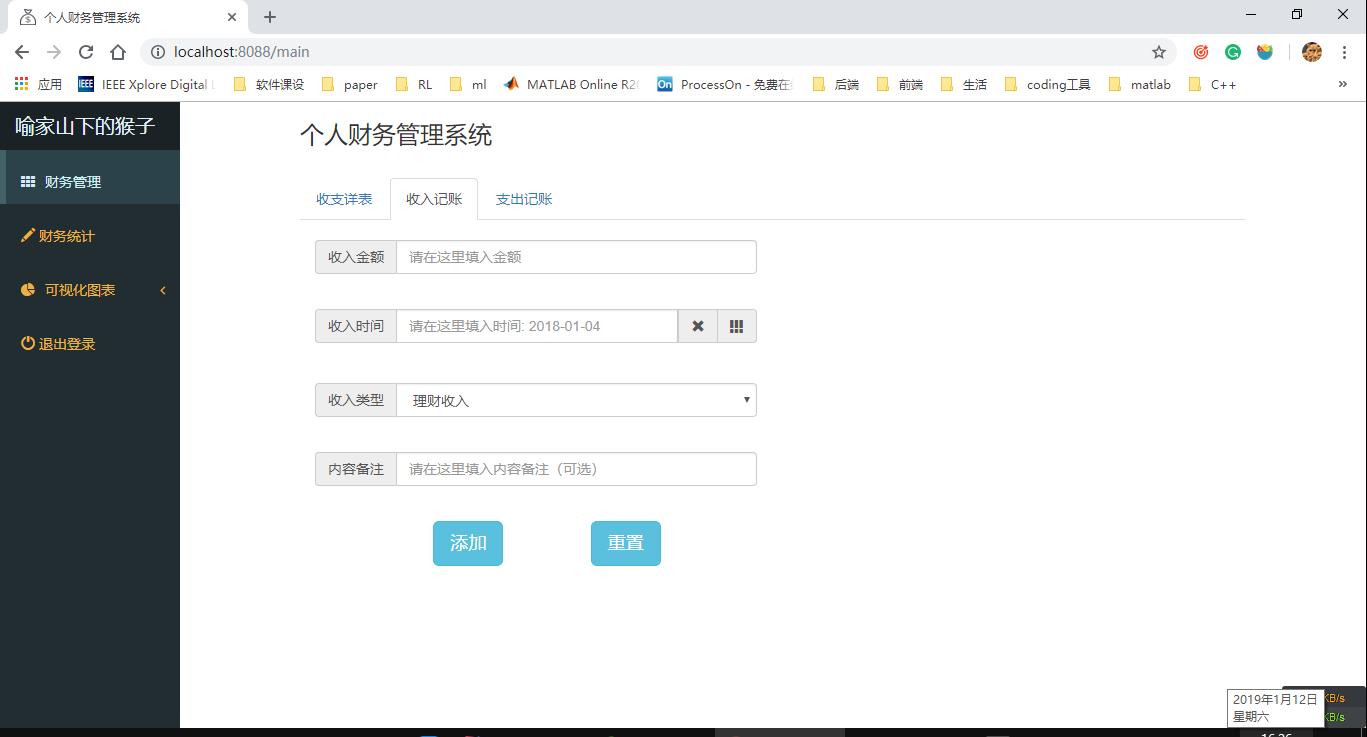 个人财务管理系统
localhost:8088/main
应用
IEEE Xplore Digital
软件课设
paper
RL
ml
MATLAB Online R20
On
ProcessOn - 免费在
后端
前端
生活
coding工具
matlab
C++
»
喻家山下的猴子
个人财务管理系统
财务管理
收支详表
收入记账
支出记账
财务统计
收入金额
请在这里填入金额
可视化图表
收入时间
请在这里填入时间: 2018-01-04
退出登录
收入类型
理财收入
内容备注
请在这里填入内容备注（可选）
添加
重置
2019年1月12日
KB/s
星期六
KB/s